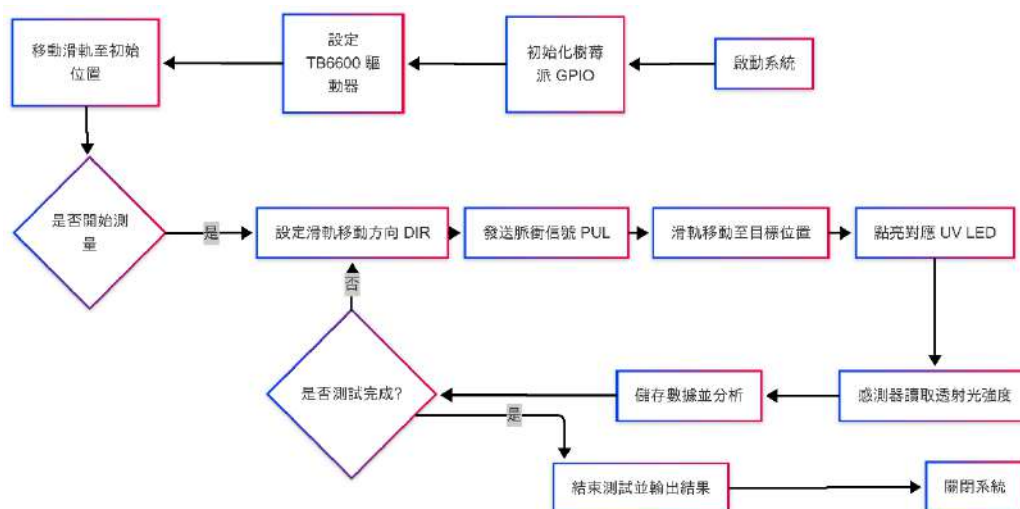 移動滑軌至初始
位置
設定
TB6600 驅
動器
初始化樹莓
派 GPIO
啟動系統
是否開始測
量
是
設定滑軌移動方向 DIR
發送脈衝信號 PUL
滑軌移動至目標位置
點亮對應 UV LED
否
是否測試完成?
儲存數據並分析
感測器讀取透射光強度
是
結束測試並輸出結果
關閉系統